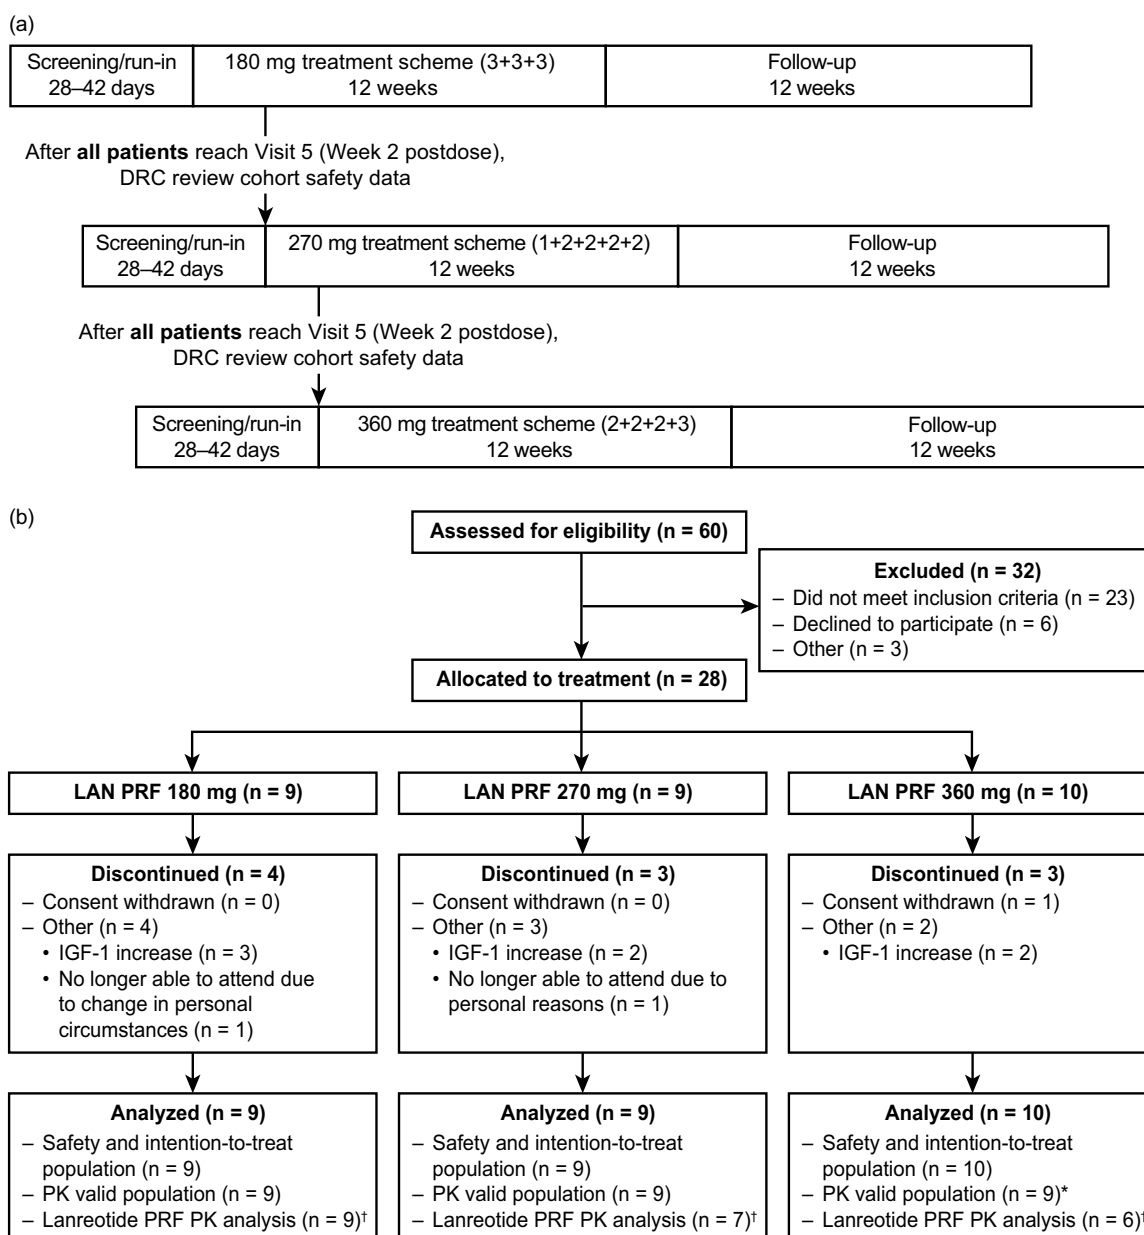 (a)
Screening/run-in
28–42 days
180 mg treatment scheme (3+3+3)
12 weeks
Follow-up
12 weeks
After all patients reach Visit 5 (Week 2 postdose),
DRC review cohort safety data
Screening/run-in
28–42 days
270 mg treatment scheme (1+2+2+2+2)
12 weeks
Follow-up
12 weeks
After all patients reach Visit 5 (Week 2 postdose),
DRC review cohort safety data
Screening/run-in
28–42 days
360 mg treatment scheme (2+2+2+3)
12 weeks
Follow-up
12 weeks
(b)
Assessed for eligibility (n = 60)
Excluded (n = 32)
– Did not meet inclusion criteria (n = 23)
– Declined to participate (n = 6)
– Other (n = 3)
Allocated to treatment (n = 28)
LAN PRF 180 mg (n = 9)
LAN PRF 270 mg (n = 9)
LAN PRF 360 mg (n = 10)
Discontinued (n = 4)
– Consent withdrawn (n = 0)
– Other (n = 4)
• IGF-1 increase (n = 3)
• No longer able to attend due
to change in personal
circumstances (n = 1)
Discontinued (n = 3)
– Consent withdrawn (n = 0)
– Other (n = 3)
• IGF-1 increase (n = 2)
• No longer able to attend due to
personal reasons (n = 1)
Discontinued (n = 3)
– Consent withdrawn (n = 1)
– Other (n = 2)
• IGF-1 increase (n = 2)
Analyzed (n = 9)
– Safety and intention-to-treat
population (n = 9)
– PK valid population (n = 9)
– Lanreotide PRF PK analysis (n = 9)†
Analyzed (n = 9)
– Safety and intention-to-treat
population (n = 9)
– PK valid population (n = 9)
– Lanreotide PRF PK analysis (n = 7)†
Analyzed (n = 10)
– Safety and intention-to-treat
population (n = 10)
– PK valid population (n = 9)*
– Lanreotide PRF PK analysis (n = 6)†